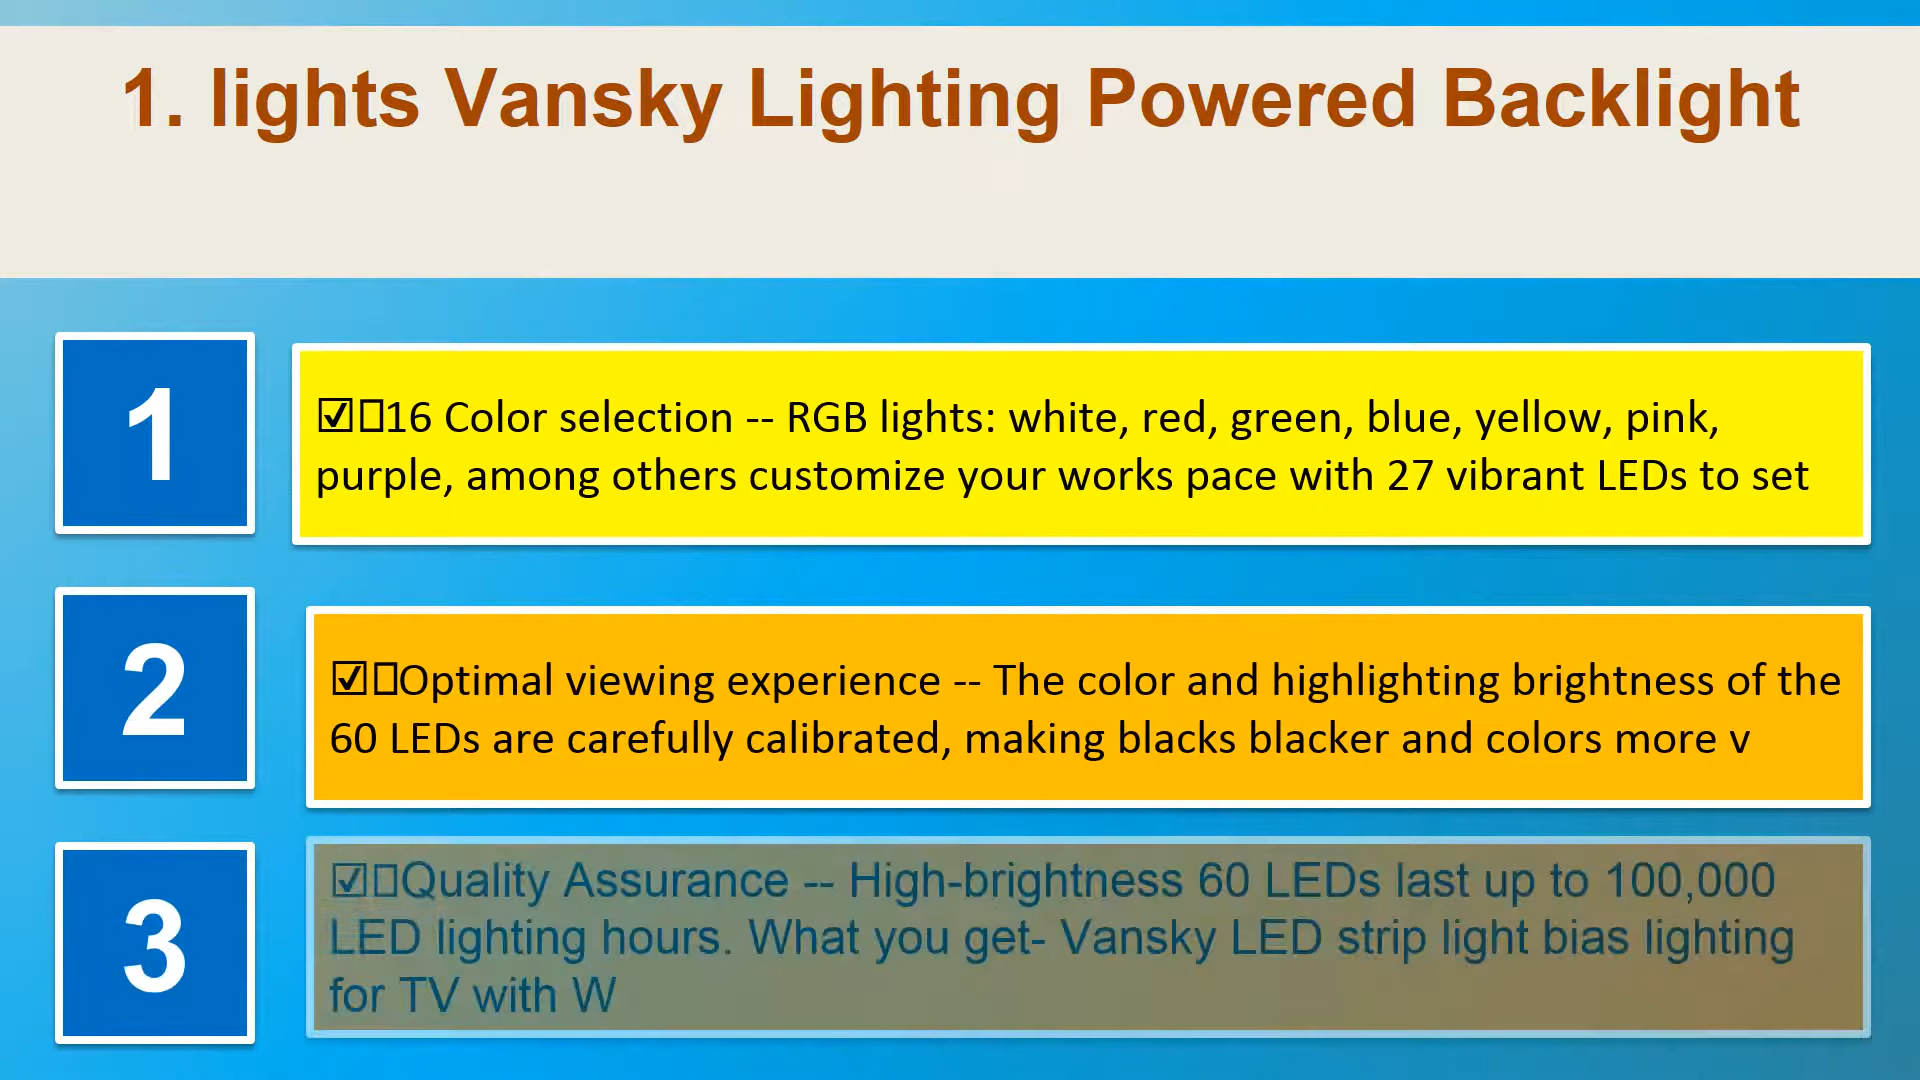 1. lights Vansky Lighting Powered Backlight
1
☑▯16 Color selection -- RGB lights: white, red, green, blue, yellow, pink,
purple, among others customize your works pace with 27 vibrant LEDs to set
2
☑▯Optimal viewing experience -- The color and highlighting brightness of the
60 LEDs are carefully calibrated, making blacks blacker and colors more v
3
☑▯Quality Assurance -- High-brightness 60 LEDs last up to 100,000
LED lighting hours. What you get- Vansky LED strip light bias lighting
for TV with W